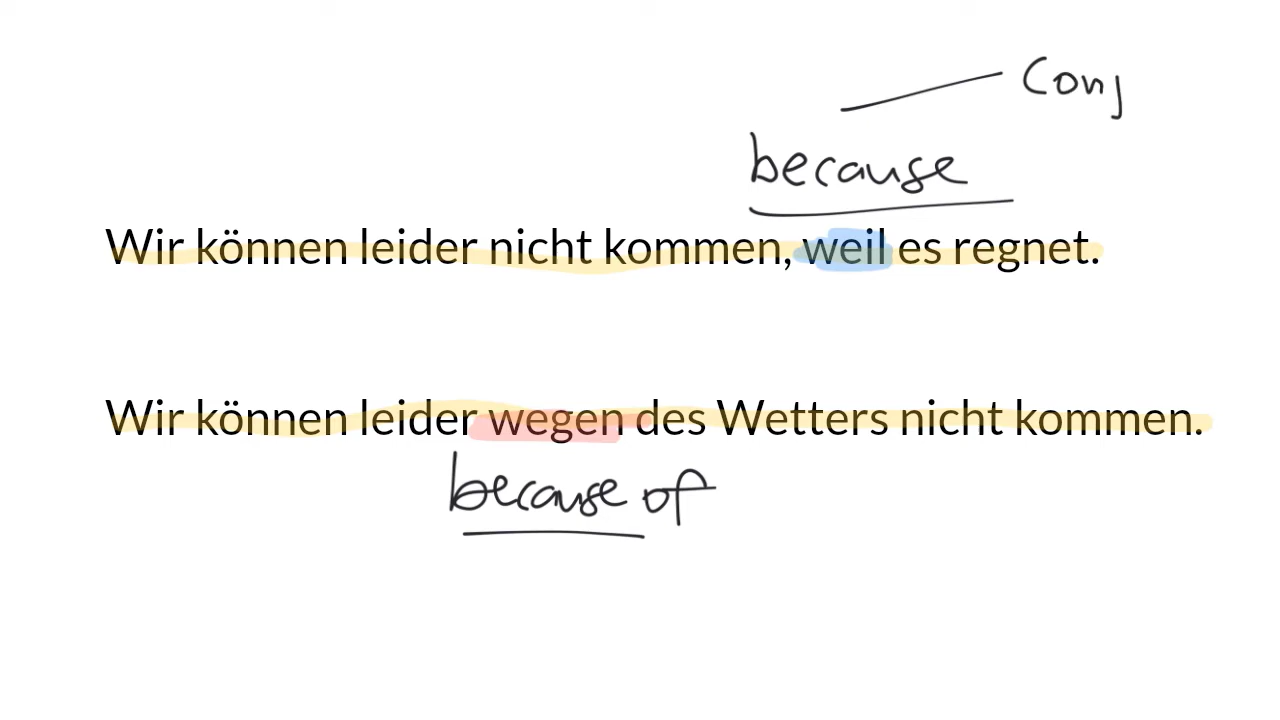 Conj
because
Wir können leider nicht kommen, weil es regnet.
Wir können leider wegen des Wetters nicht kommen.
because of